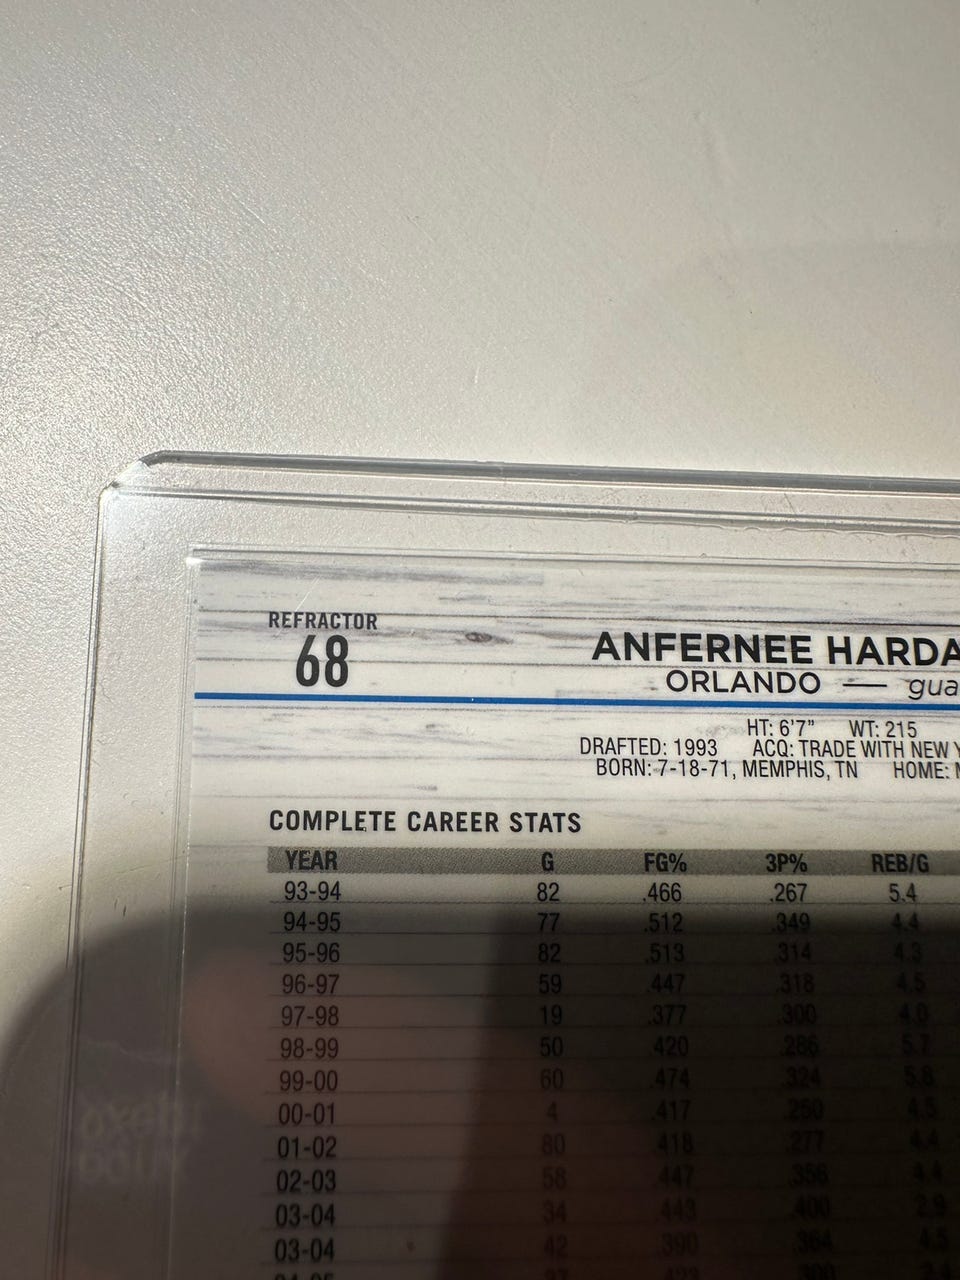 REFRACTOR
68
ANFERNEE HARDA
ORLANDO — gua
HT: 6'7" WT: 215
DRAFTED: 1993 ACQ: TRADE WITH NEW Y
BORN: 7-18-71, MEMPHIS, TN HOME:
COMPLETE CAREER STATS
YEAR G FG% 3P% REB/G
93-94 82 .466 .267 5.4
94-95 77 .512 .349 4.4
95-96 82 .513 .314 4.3
96-97 59 .447 .318 4.5
97-98 19 .377 .300 4.0
98-99 50 .420 .286 5.7
99-00 60 .474 .324 5.8
00-01 4 .417 .250 4.5
01-02 80 .418 .277 4.4
02-03 58 .447 .356 4.4
03-04 34 .443 .400 2.9
03-04 42 .390 .364 4.5